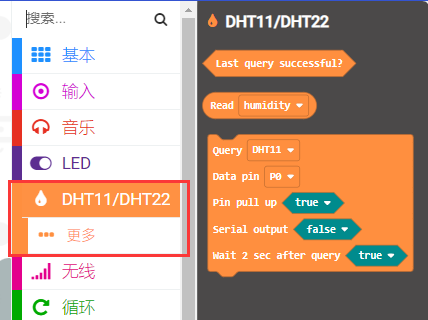 搜索...
基本
输入
音乐
LED
DHT11/DHT22
更多
无线
循环
DHT11/DHT22
Last query successful?
Read humidity
Query DHT11
Data pin P0
Pin pull up true
Serial output false
Wait 2 sec after query true